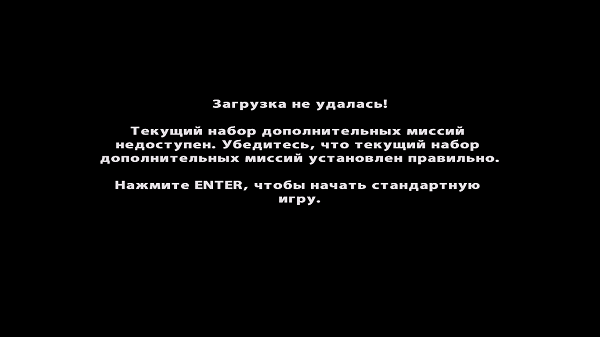 Загрузка не удалась!
Текущий набор дополнительных миссий
недоступен. Убедитесь, что текущий набор
дополнительных миссий установлен правильно.
Нажмите ENTER, чтобы начать стандартную
игру.